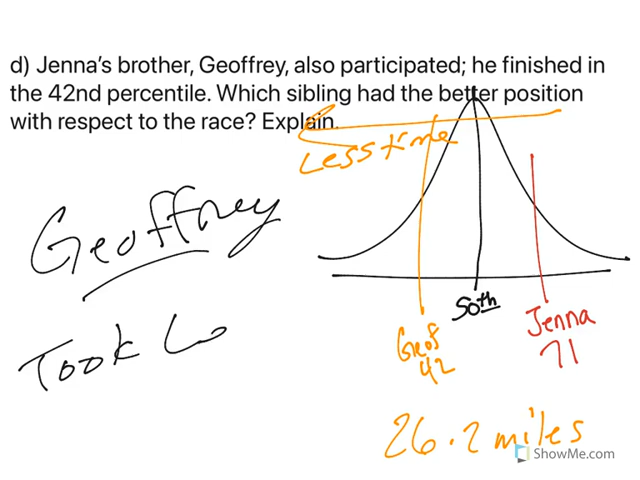 d) Jenna's brother, Geoffrey, also participated; he finished in
the 42nd percentile. Which sibling had the better position
with respect to the race? Explain.
Less time
Geoffrey
Took
50th
Jenna
71
Geof
42
26.2 miles
ShowMe.com